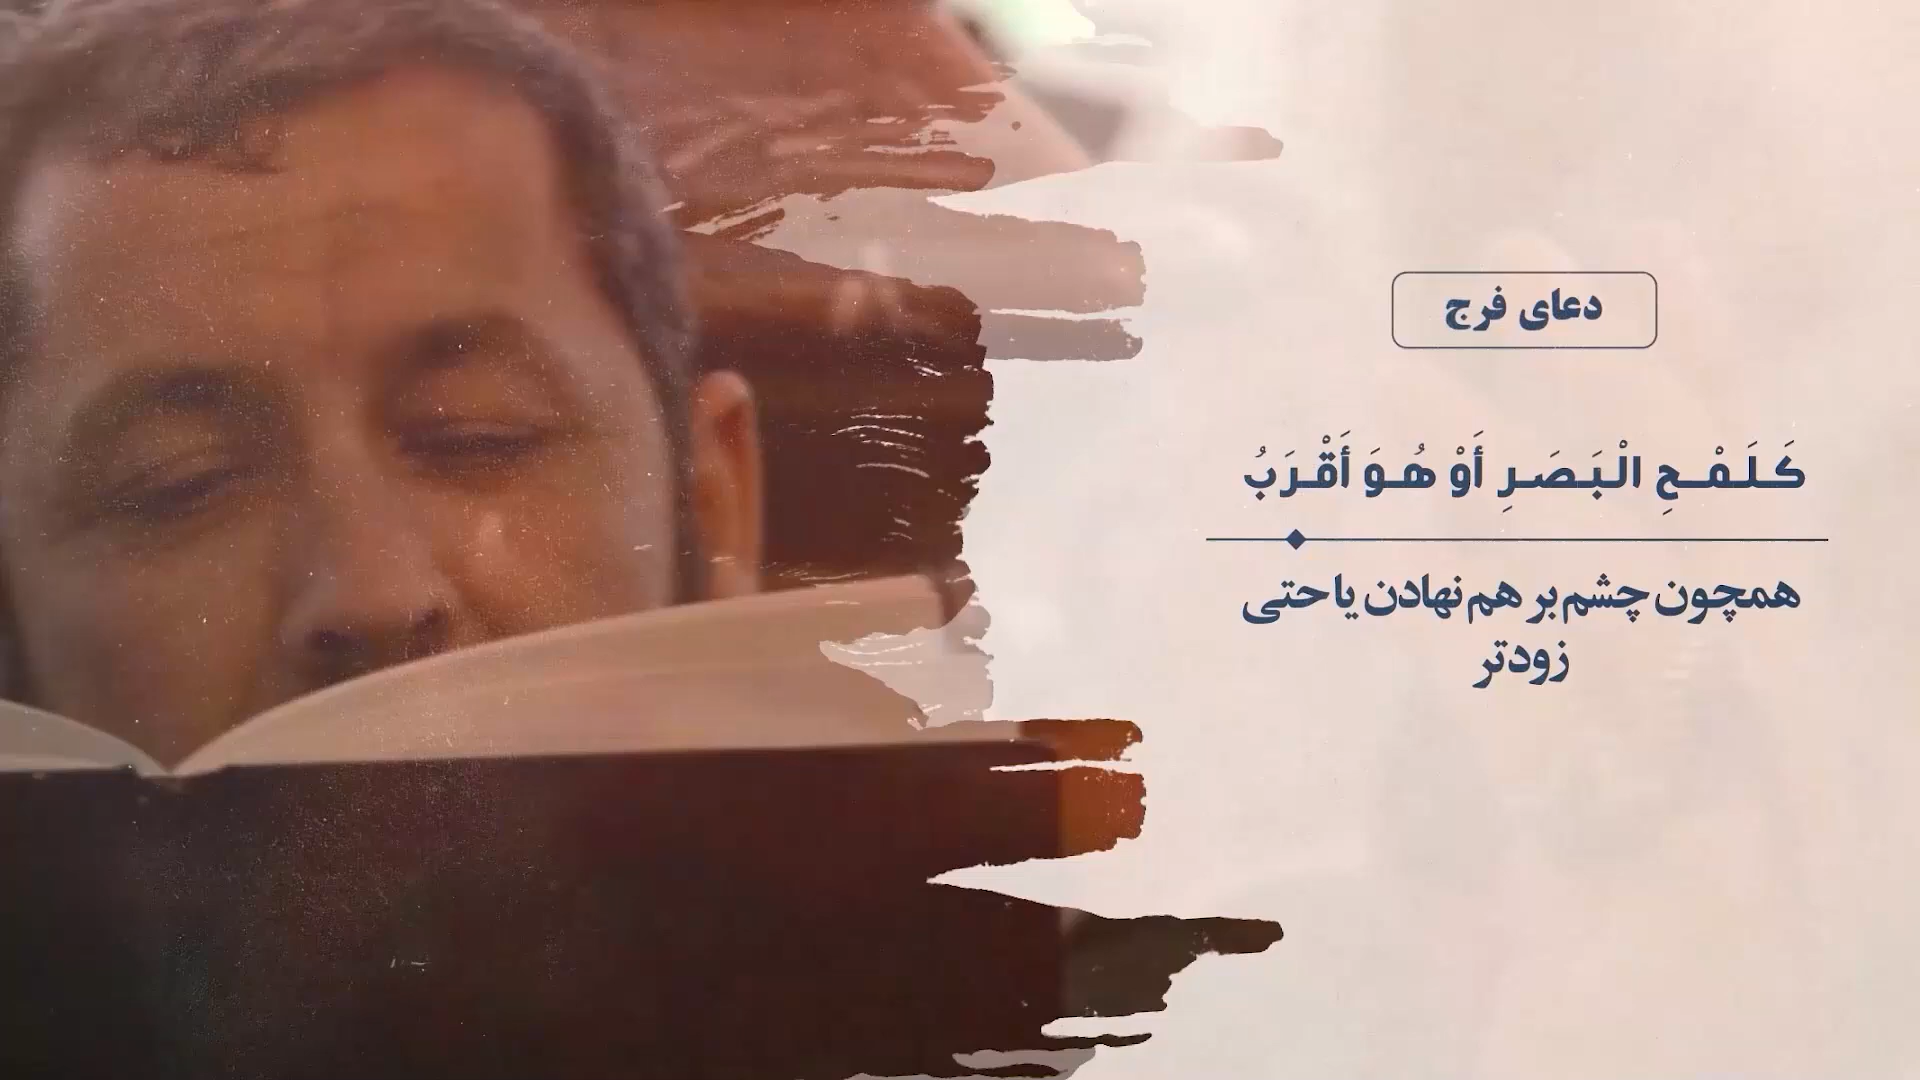 دعای فرج
كَلَمْحِ الْبَصَرِ أَوْ هُوَ أَقْرَبُ
همچون چشم بر هم نهادن یا حتی
زودتر